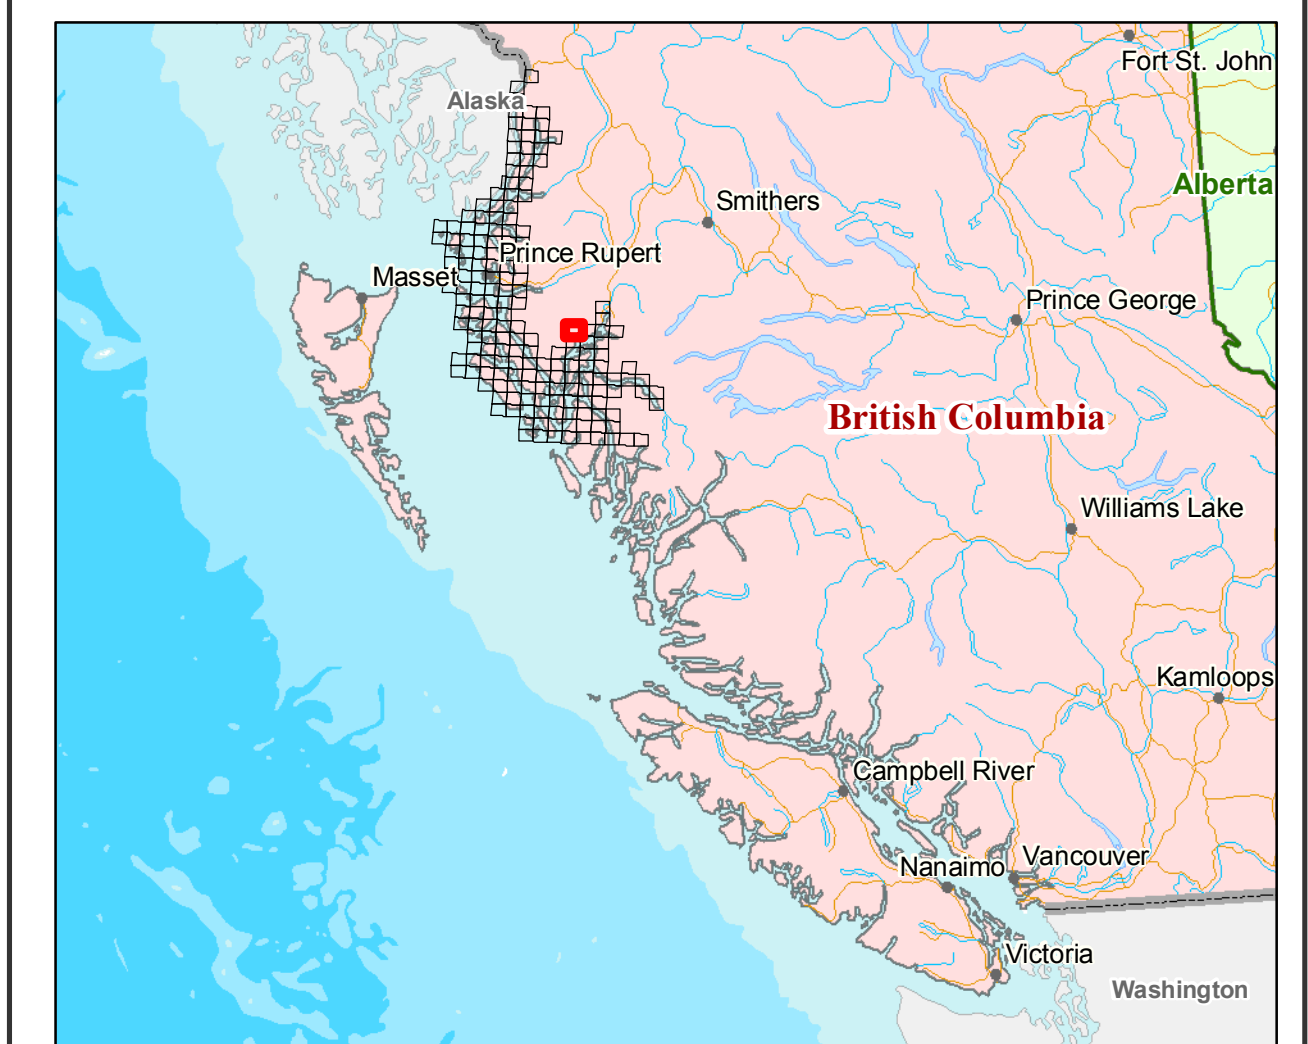 Fort St. John
Alaska
Alberta
Smithers
Prince Rupert
Masset
Prince George
British Columbia
Williams Lake
Kamloops
Campbell River
Vancouver
Nanaimo
Victoria
Washington